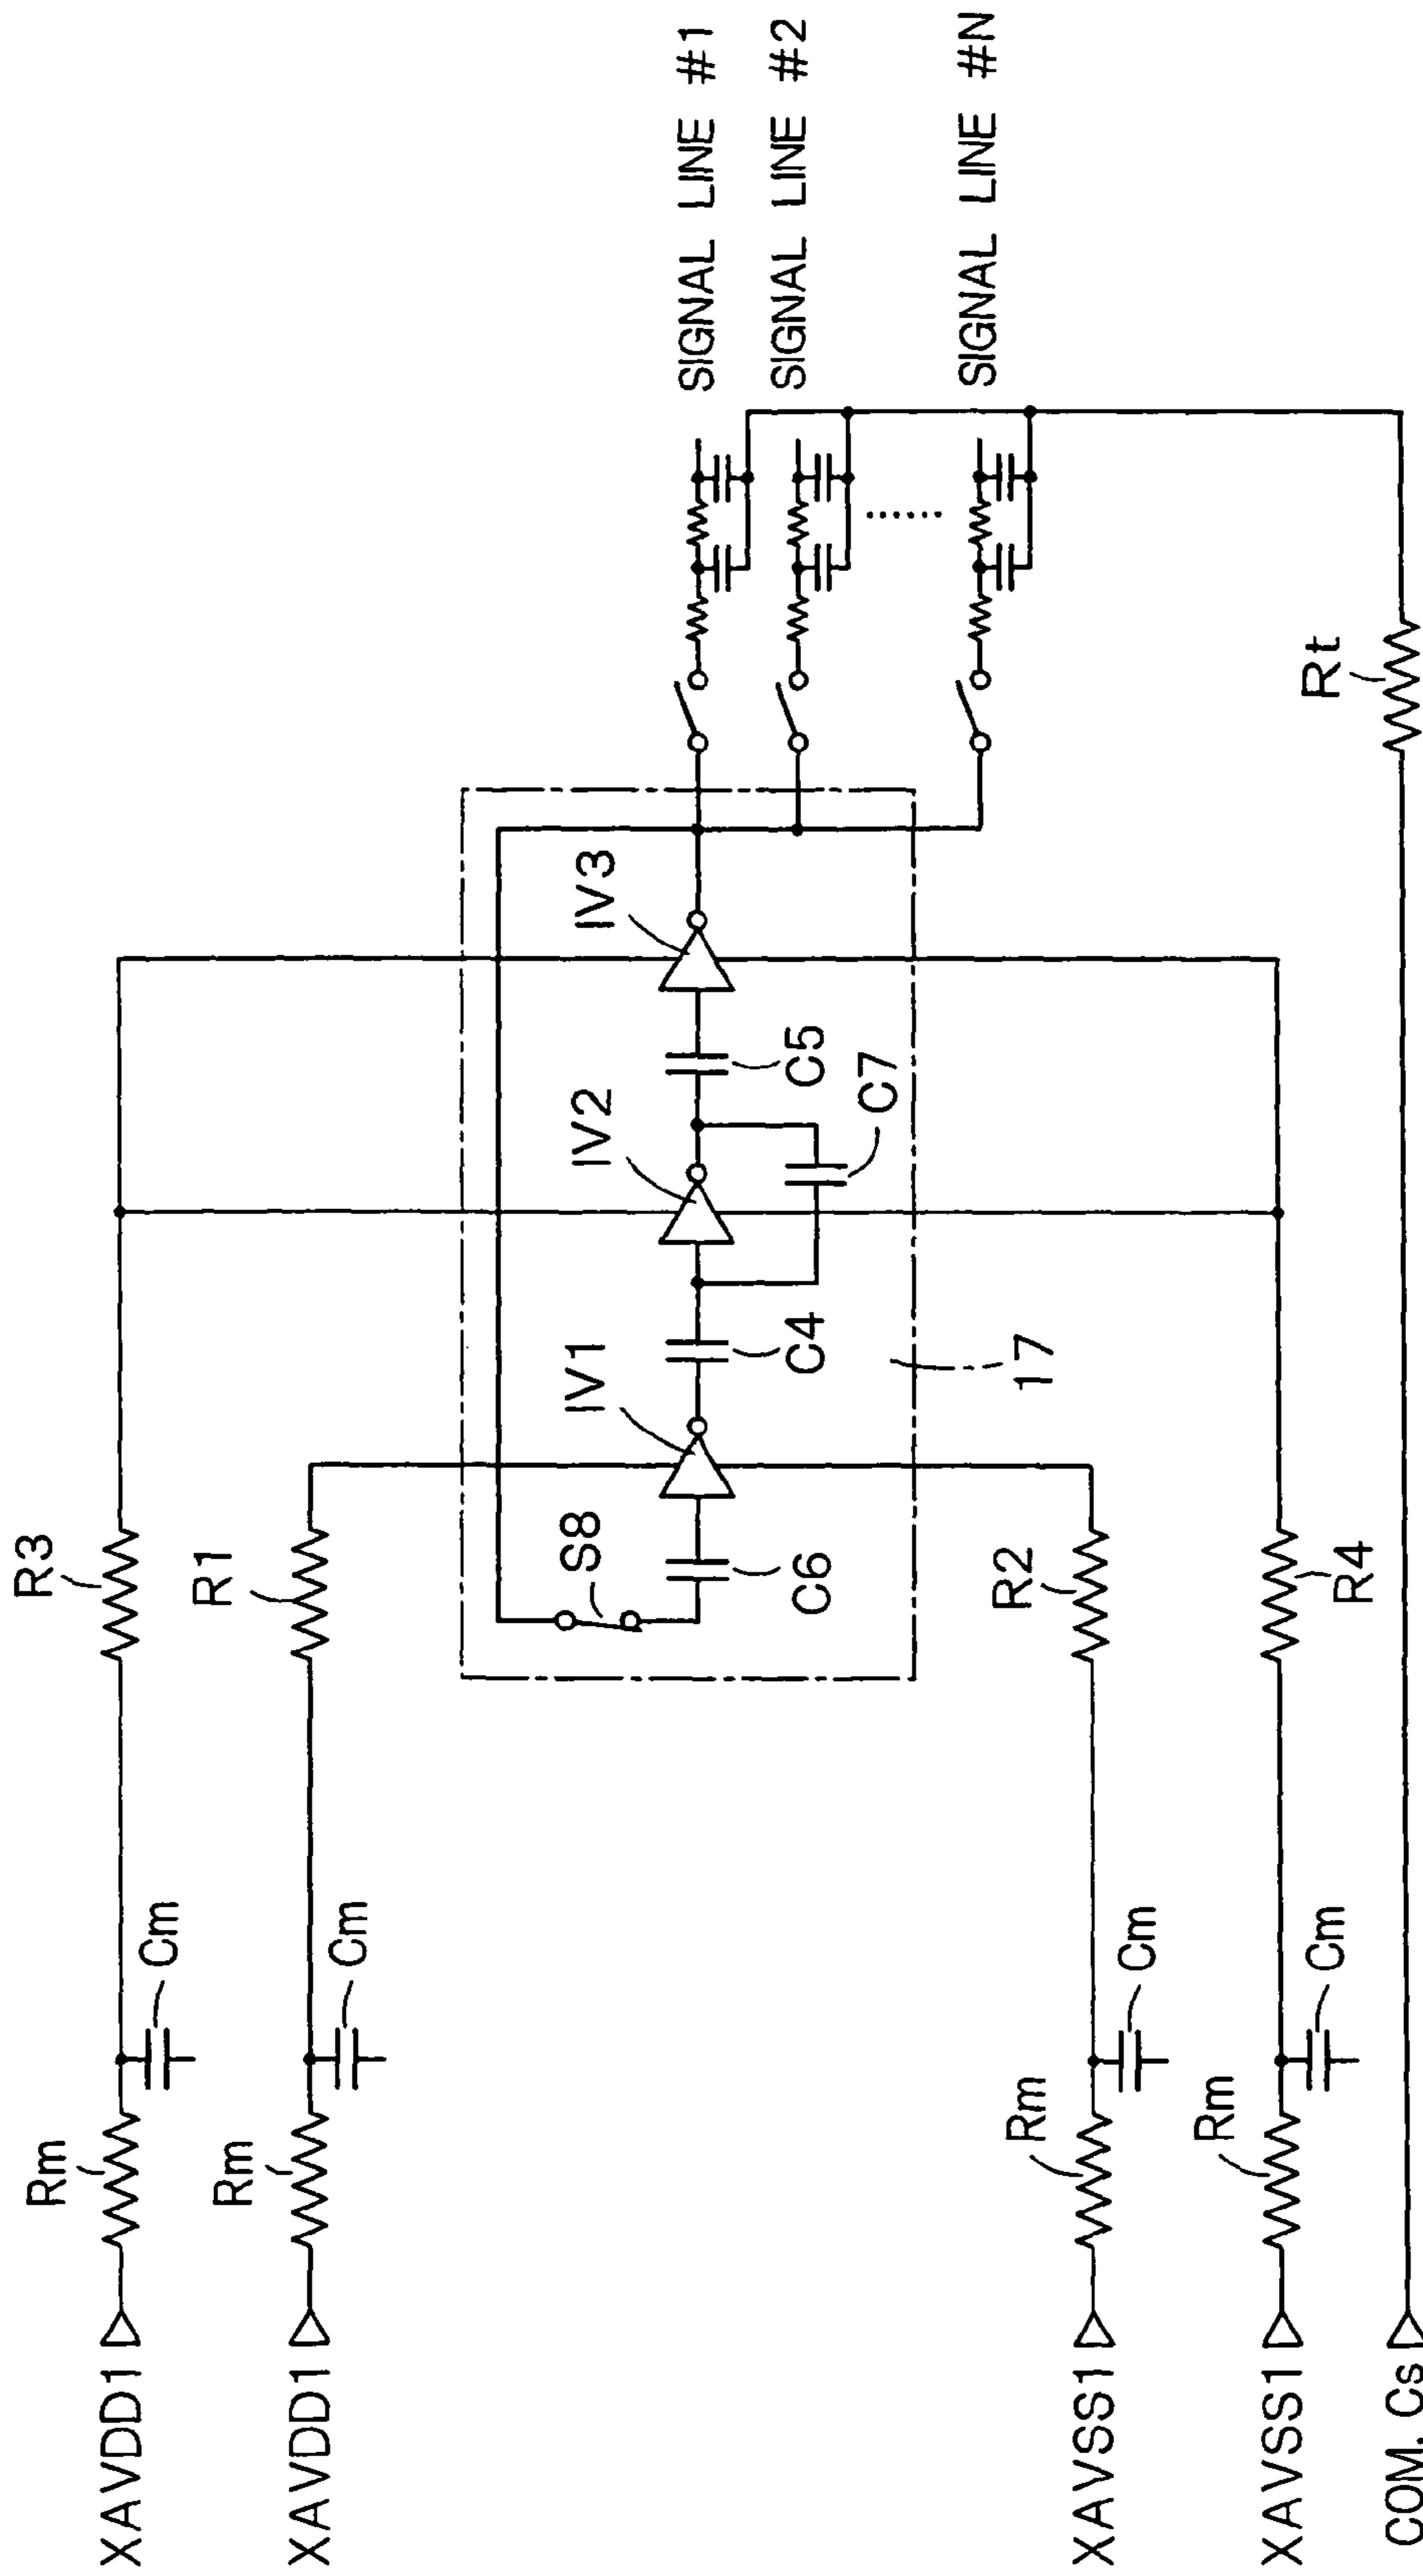 XAVDD1
Rm
Cm
R3
XAVDD1
Rm
Cm
R1
S8
C6
IV1
C4
IV2
C7
C5
IV3
17
SIGNAL LINE #1
SIGNAL LINE #2
SIGNAL LINE #N
XAVSS1
Rm
Cm
R2
XAVSS1
Rm
Cm
R4
COM, Cs
Rt